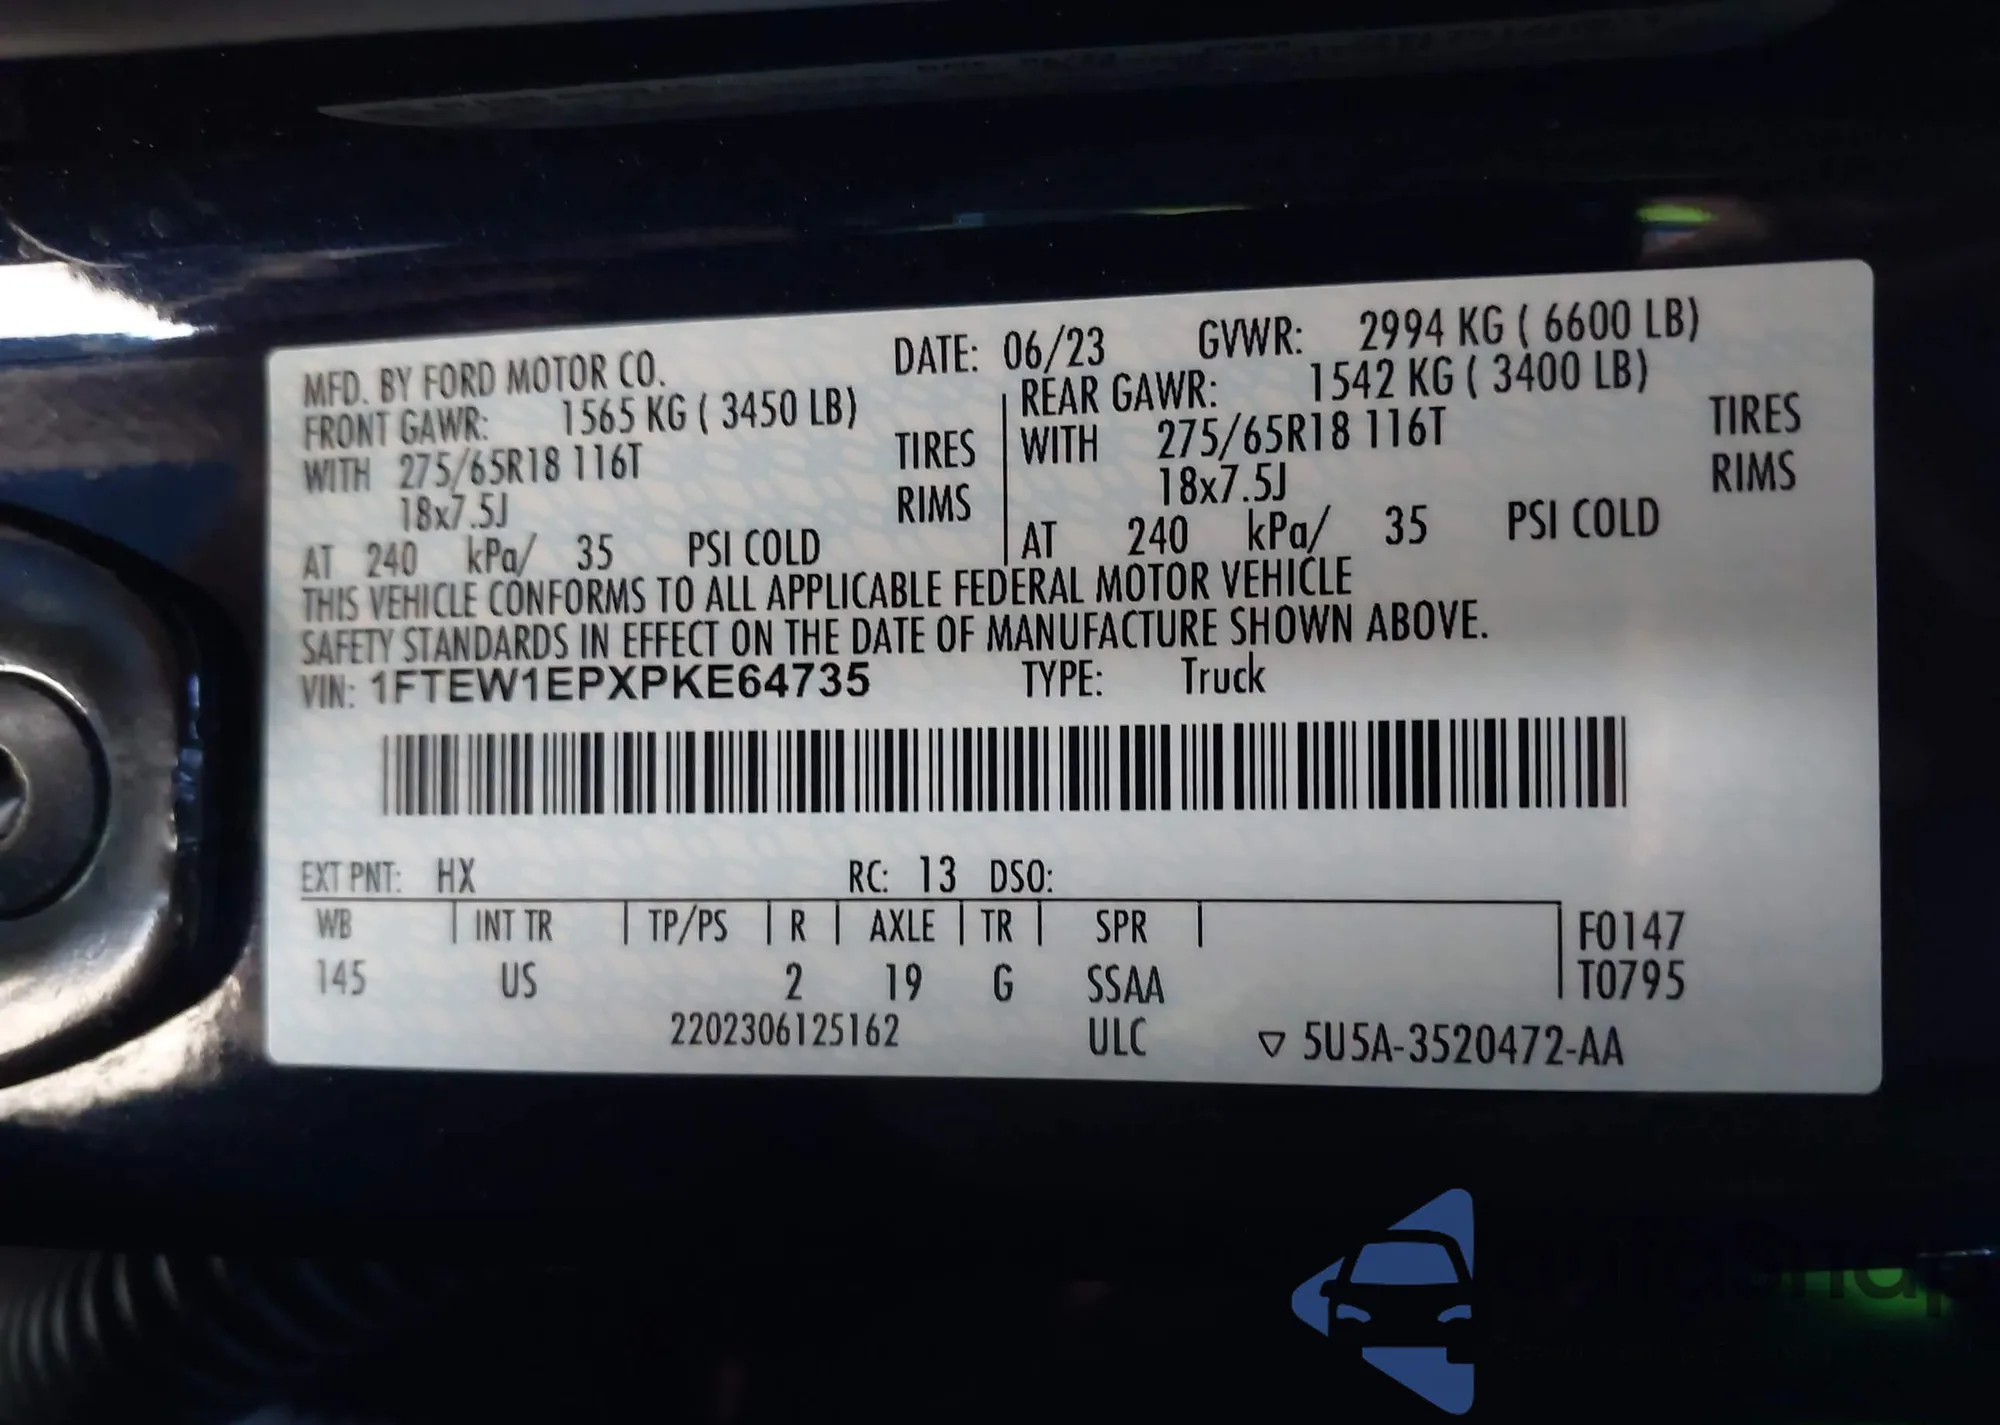 MFD. BY FORD MOTOR CO. DATE: 06/23 GVWR: 2994 KG ( 6600 LB)
FRONT GAWR: 1565 KG ( 3450 LB) REAR GAWR: 1542 KG ( 3400 LB)
WITH 275/65R18 116T TIRES WITH 275/65R18 116T TIRES
18x7.5J RIMS 18x7.5J RIMS
AT 240 kPa/ 35 PSI COLD AT 240 kPa/ 35 PSI COLD
THIS VEHICLE CONFORMS TO ALL APPLICABLE FEDERAL MOTOR VEHICLE
SAFETY STANDARDS IN EFFECT ON THE DATE OF MANUFACTURE SHOWN ABOVE.
VIN: 1FTEW1EPXPKE64735 TYPE: Truck
EXT PNT: HX RC: 13 DSO:
WB INT TR TP/PS R AXLE TR SPR F0147
145 US 2 19 G SSAA T0795
2202306125162 ULC ▽ 5U5A-3520472-AA